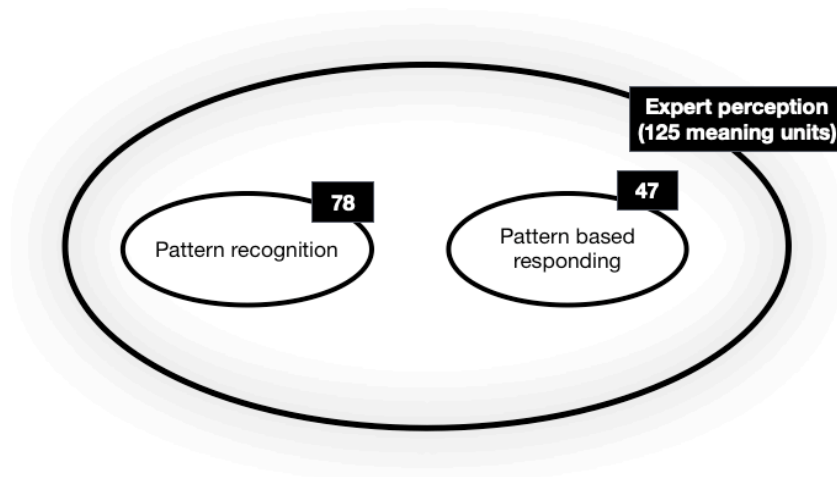 Expert perception
(125 meaning units)
78
47
Pattern recognition
Pattern based
responding